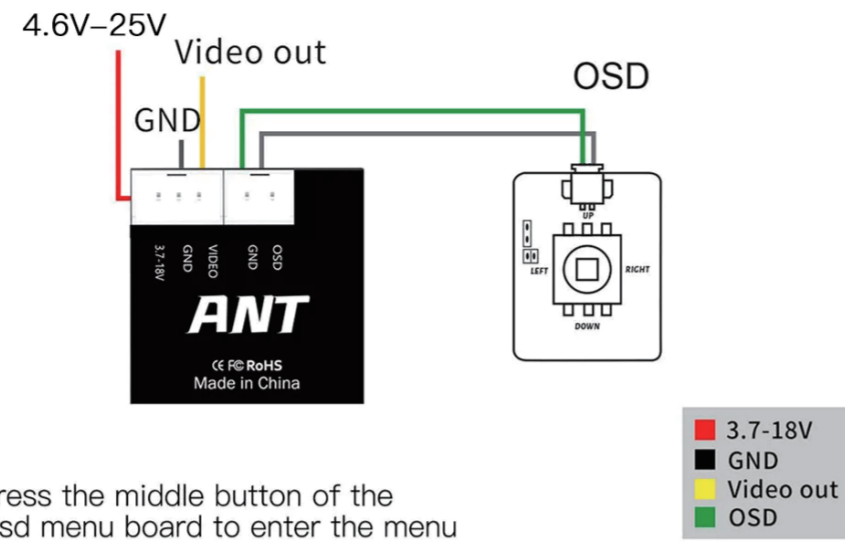 4.6V–25V
Video out
GND
OSD
UP
LEFT
RIGHT
DOWN
3.7-18V
GND
VIDEO
GND
OSD
ANT
CE FC RoHS
Made in China
3.7-18V
GND
Video out
OSD
ress the middle button of the
sd menu board to enter the menu